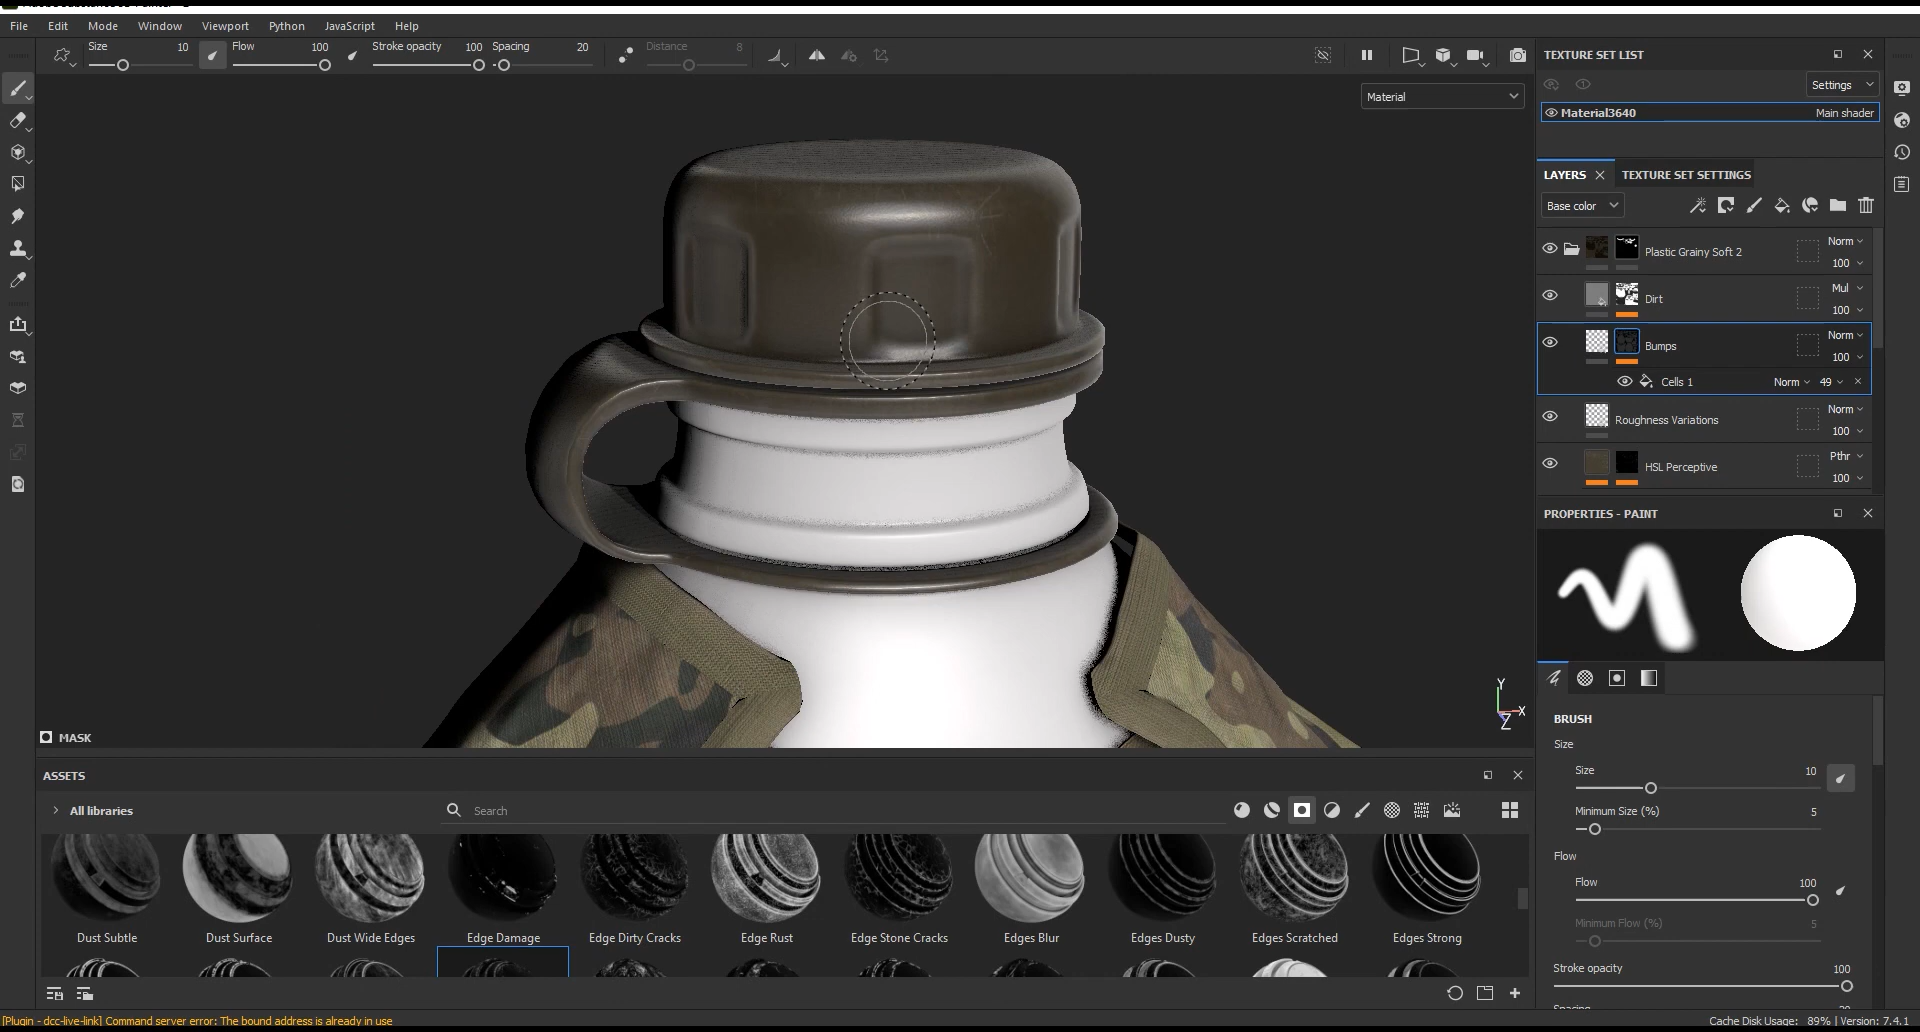 File Edit Mode Window Viewport Python JavaScript Help
Size 10 Flow 100 Stroke opacity 100 Spacing 20 Distance 8
Material
TEXTURE SET LIST
Settings
Material3640 Main shader
LAYERS TEXTURE SET SETTINGS
Base color
Plastic Grainy Soft 2 Norm 100
Dirt Mul 100
Bumps Norm 100
Cells 1 Norm 49
Roughness Variations Norm 100
HSL Perceptive Pthr 100
PROPERTIES - PAINT
BRUSH
Size
Size 10
Minimum Size (%) 5
Flow
Flow 100
Minimum Flow (%) 5
Stroke opacity 100
Y
X
Z
MASK
ASSETS
All libraries
Search
Dust Subtle Dust Surface Dust Wide Edges Edge Damage Edge Dirty Cracks Edge Rust Edge Stone Cracks Edges Blur Edges Dusty Edges Scratched Edges Strong
[Plugin - dcc-live-link] Command server error: The bound address is already in use
Cache Disk Usage: 89% | Version: 7.4.1